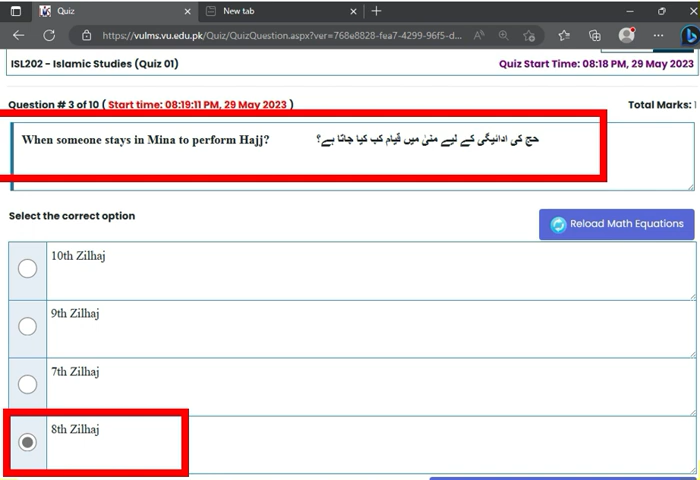 Quiz
New tab
https://vulms.vu.edu.pk/Quiz/QuizQuestion.aspx?ver=768e8828-fea7-4299-96f5-d...
ISL202 - Islamic Studies (Quiz 01)
Quiz Start Time: 08:18 PM, 29 May 2023
Question # 3 of 10 ( Start time: 08:19:11 PM, 29 May 2023 )
Total Marks: 1
When someone stays in Mina to perform Hajj?
حج کی ادائیگی کے لیے منیٰ میں قیام کب کیا جاتا ہے؟
Select the correct option
Reload Math Equations
10th Zilhaj
9th Zilhaj
7th Zilhaj
8th Zilhaj